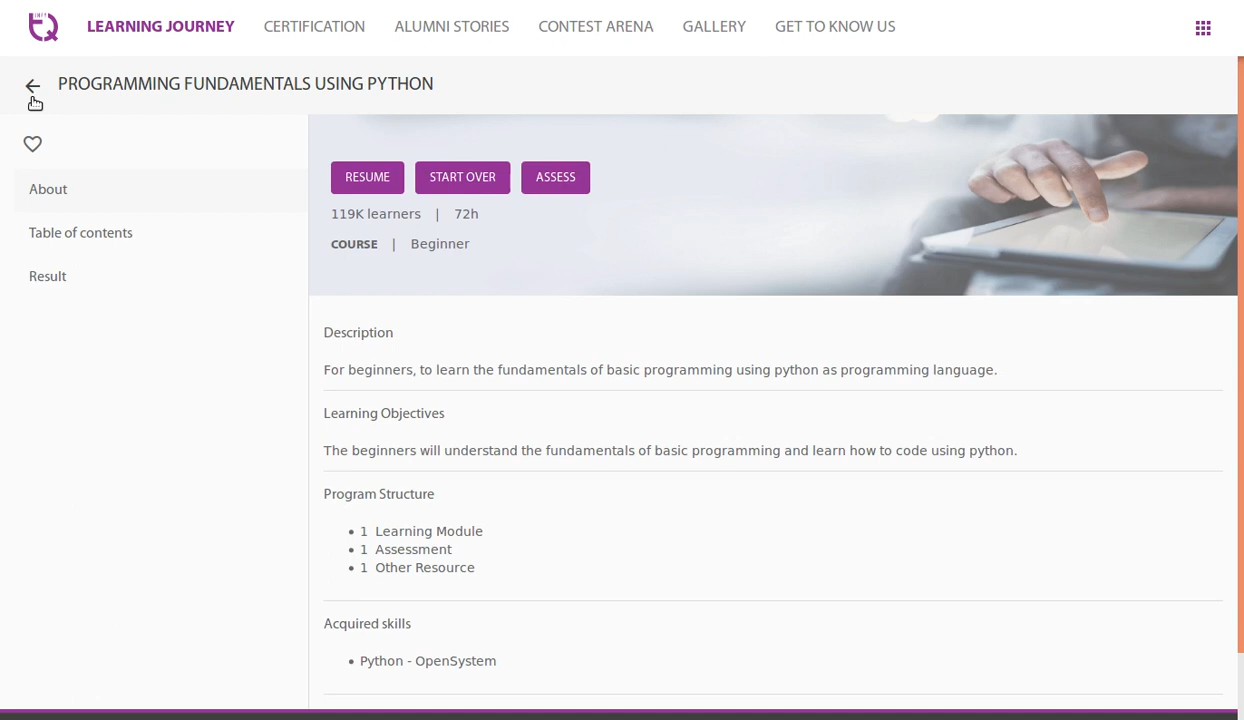 LEARNING JOURNEY CERTIFICATION ALUMNI STORIES CONTEST ARENA GALLERY GET TO KNOW US
PROGRAMMING FUNDAMENTALS USING PYTHON
About
Table of contents
Result
RESUME START OVER ASSESS
119K learners | 72h
COURSE | Beginner
Description
For beginners, to learn the fundamentals of basic programming using python as programming language.
Learning Objectives
The beginners will understand the fundamentals of basic programming and learn how to code using python.
Program Structure
• 1 Learning Module
• 1 Assessment
• 1 Other Resource
Acquired skills
• Python - OpenSystem